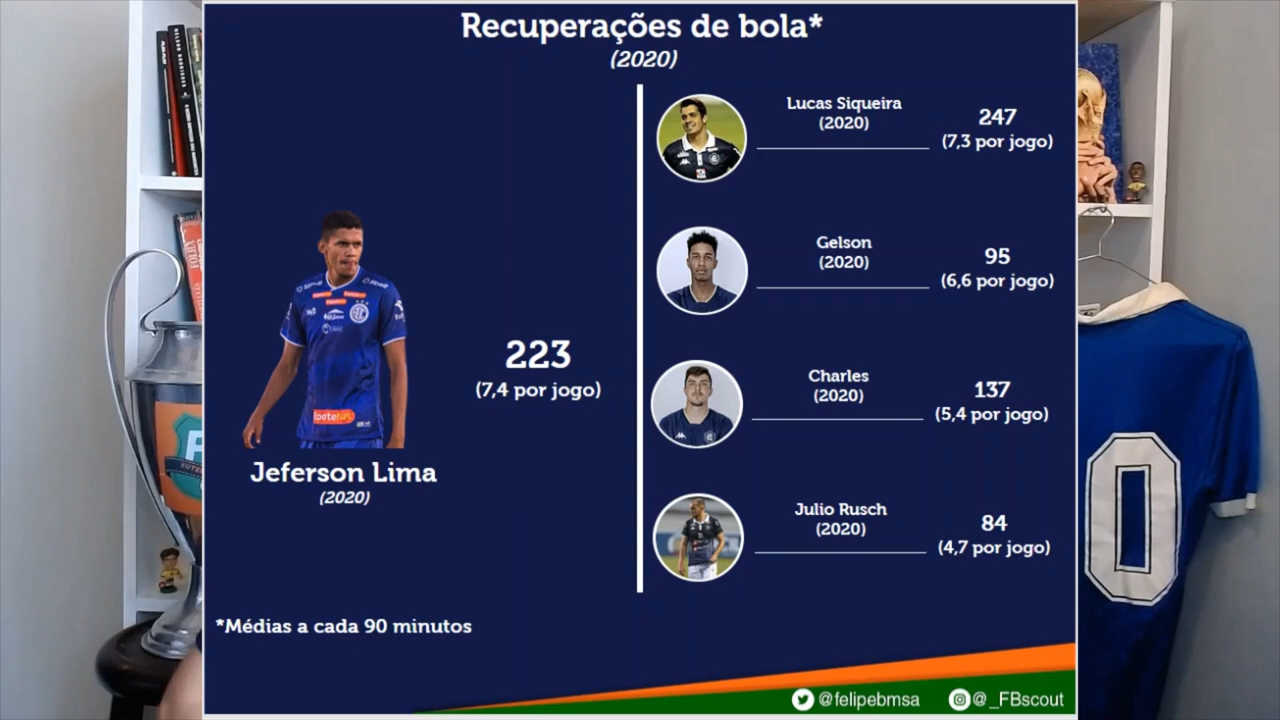 Recuperações de bola*
(2020)
223
(7,4 por jogo)
Jeferson Lima
(2020)
Lucas Siqueira
(2020)
247
(7,3 por jogo)
Gelson
(2020)
95
(6,6 por jogo)
Charles
(2020)
137
(5,4 por jogo)
Julio Rusch
(2020)
84
(4,7 por jogo)
*Médias a cada 90 minutos
@felipebmsa
@_FBscout
0